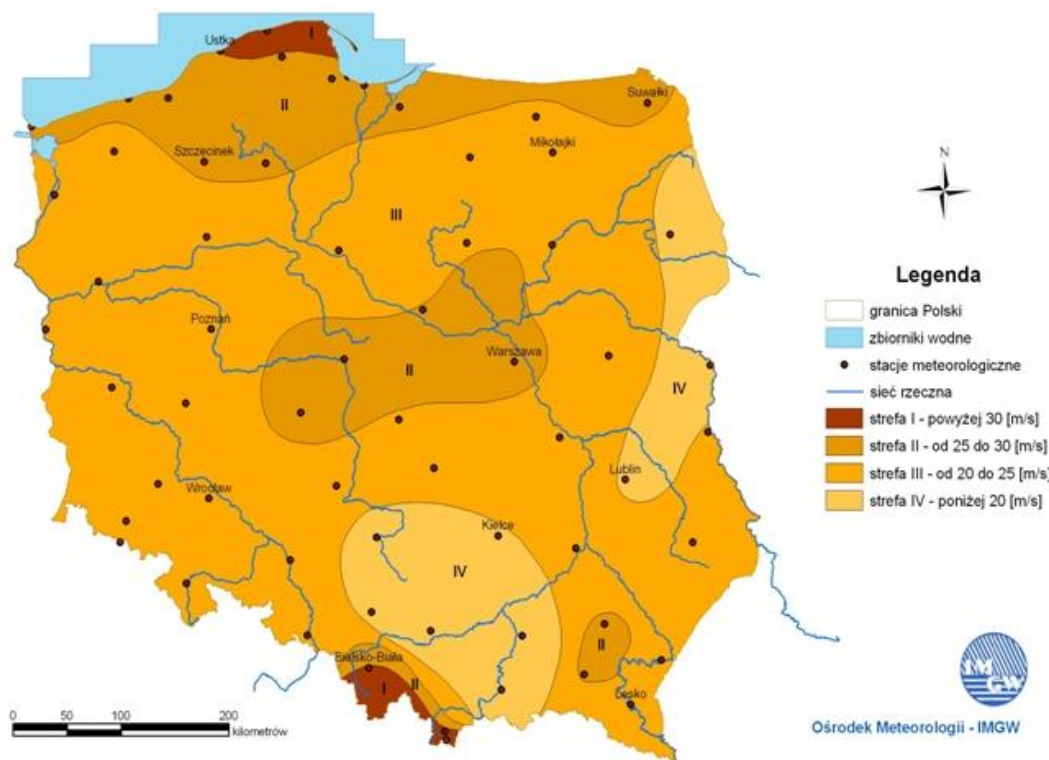 Ustka
I
Suwałki
II
Mikołajki
Szczecinek
N
III
Legenda
granica Polski
zbiorniki wodne
stacje meteorologiczne
sieć rzeczna
strefa I - powyżej 30 [m/s]
strefa II - od 25 do 30 [m/s]
strefa III - od 20 do 25 [m/s]
strefa IV - poniżej 20 [m/s]
Poznań
Warszawa
II
IV
Lublin
Wrocław
Kielce
IV
II
Bielsko-Biała
I
II
Lesko
0 50 100 200
kilometrów
IM
GW
Ośrodek Meteorologii - IMGW